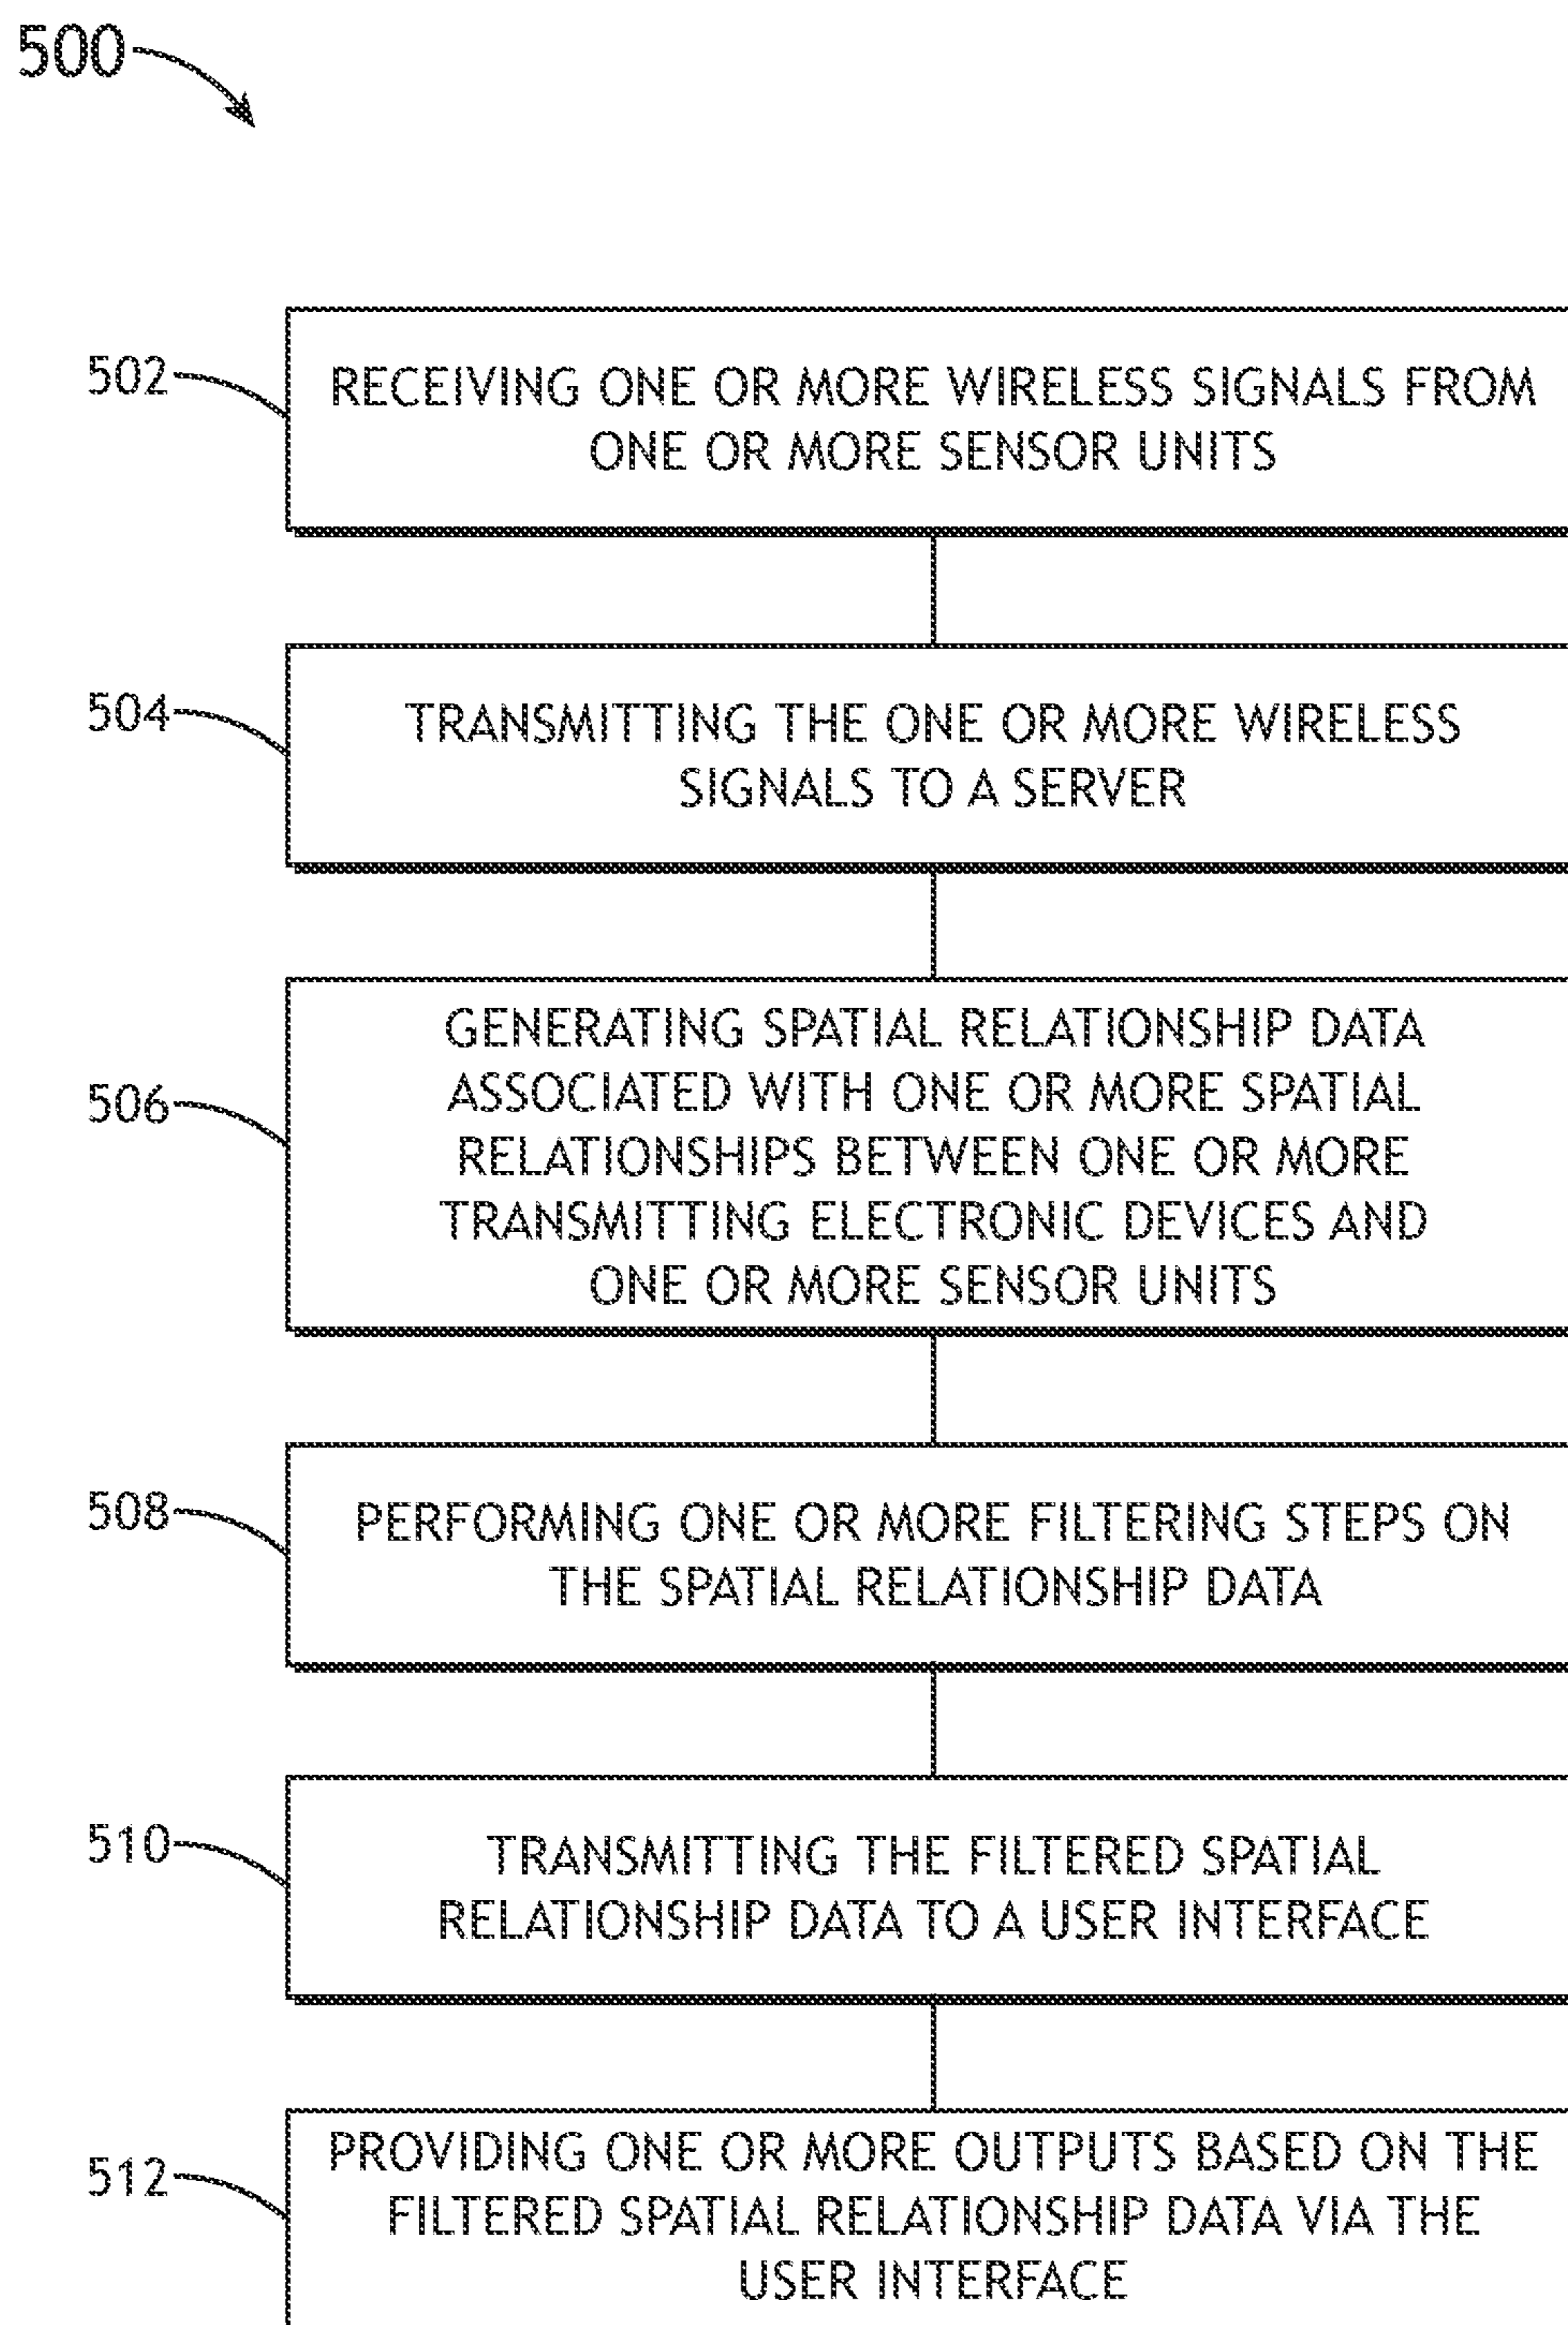 500
502
RECEIVING ONE OR MORE WIRELESS SIGNALS FROM
ONE OR MORE SENSOR UNITS
504
TRANSMITTING THE ONE OR MORE WIRELESS
SIGNALS TO A SERVER
506
GENERATING SPATIAL RELATIONSHIP DATA
ASSOCIATED WITH ONE OR MORE SPATIAL
RELATIONSHIPS BETWEEN ONE OR MORE
TRANSMITTING ELECTRONIC DEVICES AND
ONE OR MORE SENSOR UNITS
508
PERFORMING ONE OR MORE FILTERING STEPS ON
THE SPATIAL RELATIONSHIP DATA
510
TRANSMITTING THE FILTERED SPATIAL
RELATIONSHIP DATA TO A USER INTERFACE
512
PROVIDING ONE OR MORE OUTPUTS BASED ON THE
FILTERED SPATIAL RELATIONSHIP DATA VIA THE
USER INTERFACE